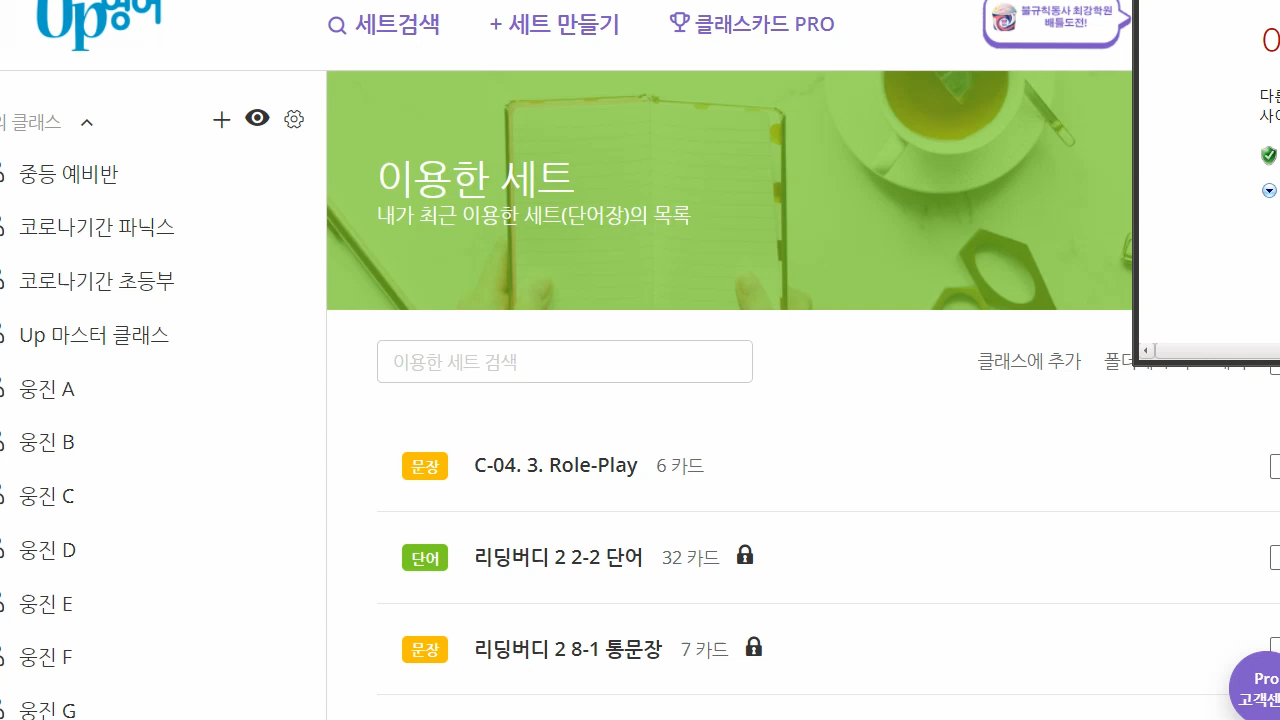 Up영어
세트검색
+ 세트 만들기
클래스카드 PRO
불규칙동사 최강학원
배틀도전!
클래스
중등 예비반
코로나기간 파닉스
코로나기간 초등부
Up 마스터 클래스
웅진 A
웅진 B
웅진 C
웅진 D
웅진 E
웅진 F
웅진 G
이용한 세트
내가 최근 이용한 세트(단어장)의 목록
이용한 세트 검색
클래스에 추가
문장 C-04. 3. Role-Play 6 카드
단어 리딩버디 2 2-2 단어 32 카드
문장 리딩버디 2 8-1 통문장 7 카드
Pro
고객센